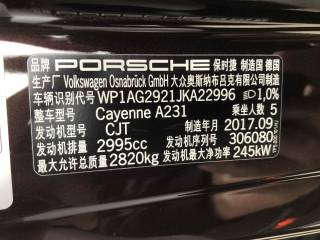 品牌 PORSCHE 保时捷 制造国 德国
生产厂 Volkswagen Osnabrück GmbH 大众奥斯纳布吕克有限公司
车辆识别代号 WP1AG2921JKA22996 1,0%
整车型号 Cayenne A231 乘坐人数 5
发动机型号 CJT 制造年月 2017.09
发动机排量 2995cc 发动机序列号 306080
最大允许总质量 2820kg 发动机最大净功率 245kW